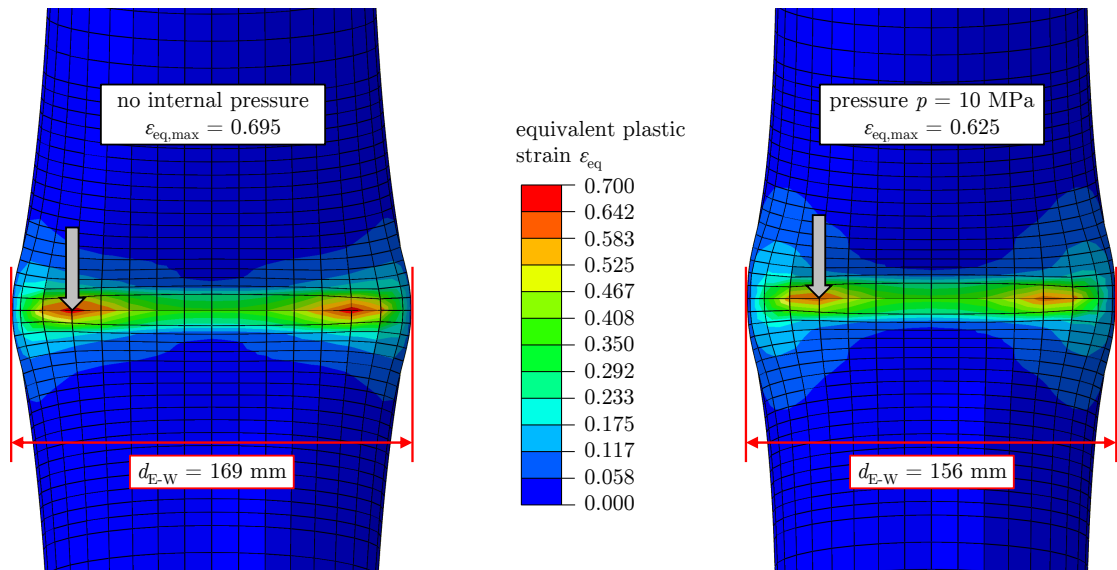 no internal pressure
εeq,max = 0.695
d_E-W = 169 mm
equivalent plastic
strain εeq
0.700
0.642
0.583
0.525
0.467
0.408
0.350
0.292
0.233
0.175
0.117
0.058
0.000
pressure p = 10 MPa
εeq,max = 0.625
d_E-W = 156 mm